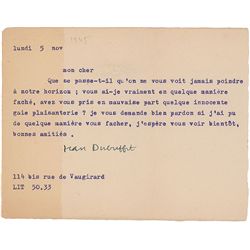 1945
lundi 5 nov
mon cher
Que se passe-t-il qu'on ne vous voit jamais poindre
à notre horizon ; vous ai-je vraiment en quelque manière
faché, avez vous pris en mauvaise part quelque innocente
gaie plaisanterie ? je vous demande bien pardon si j'ai pu
de quelque manière vous facher, j'espère vous voir bientôt,
bonnes amitiés .
Jean Dubuffet
114 bis rue de Vaugirard
LIT 50.33